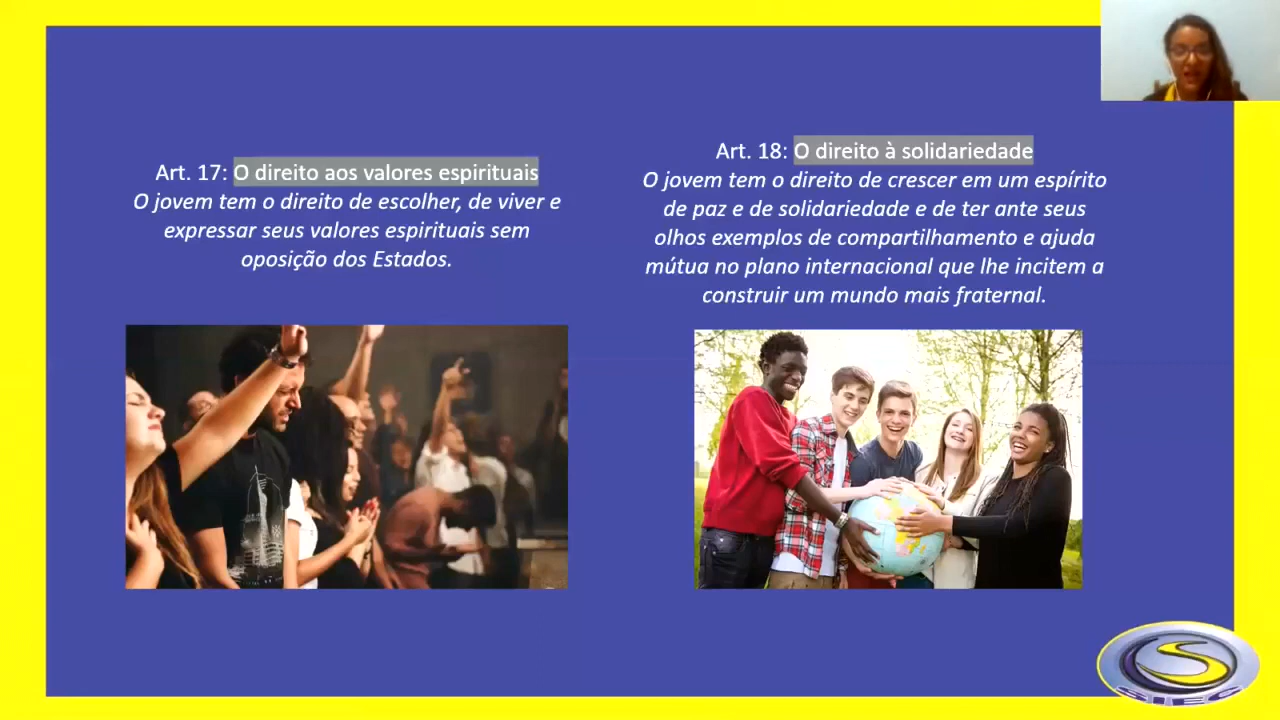 Art. 17: O direito aos valores espirituais
O jovem tem o direito de escolher, de viver e
expressar seus valores espirituais sem
oposição dos Estados.
Art. 18: O direito à solidariedade
O jovem tem o direito de crescer em um espírito
de paz e de solidariedade e de ter ante seus
olhos exemplos de compartilhamento e ajuda
mútua no plano internacional que lhe incitem a
construir um mundo mais fraternal.
SIEC